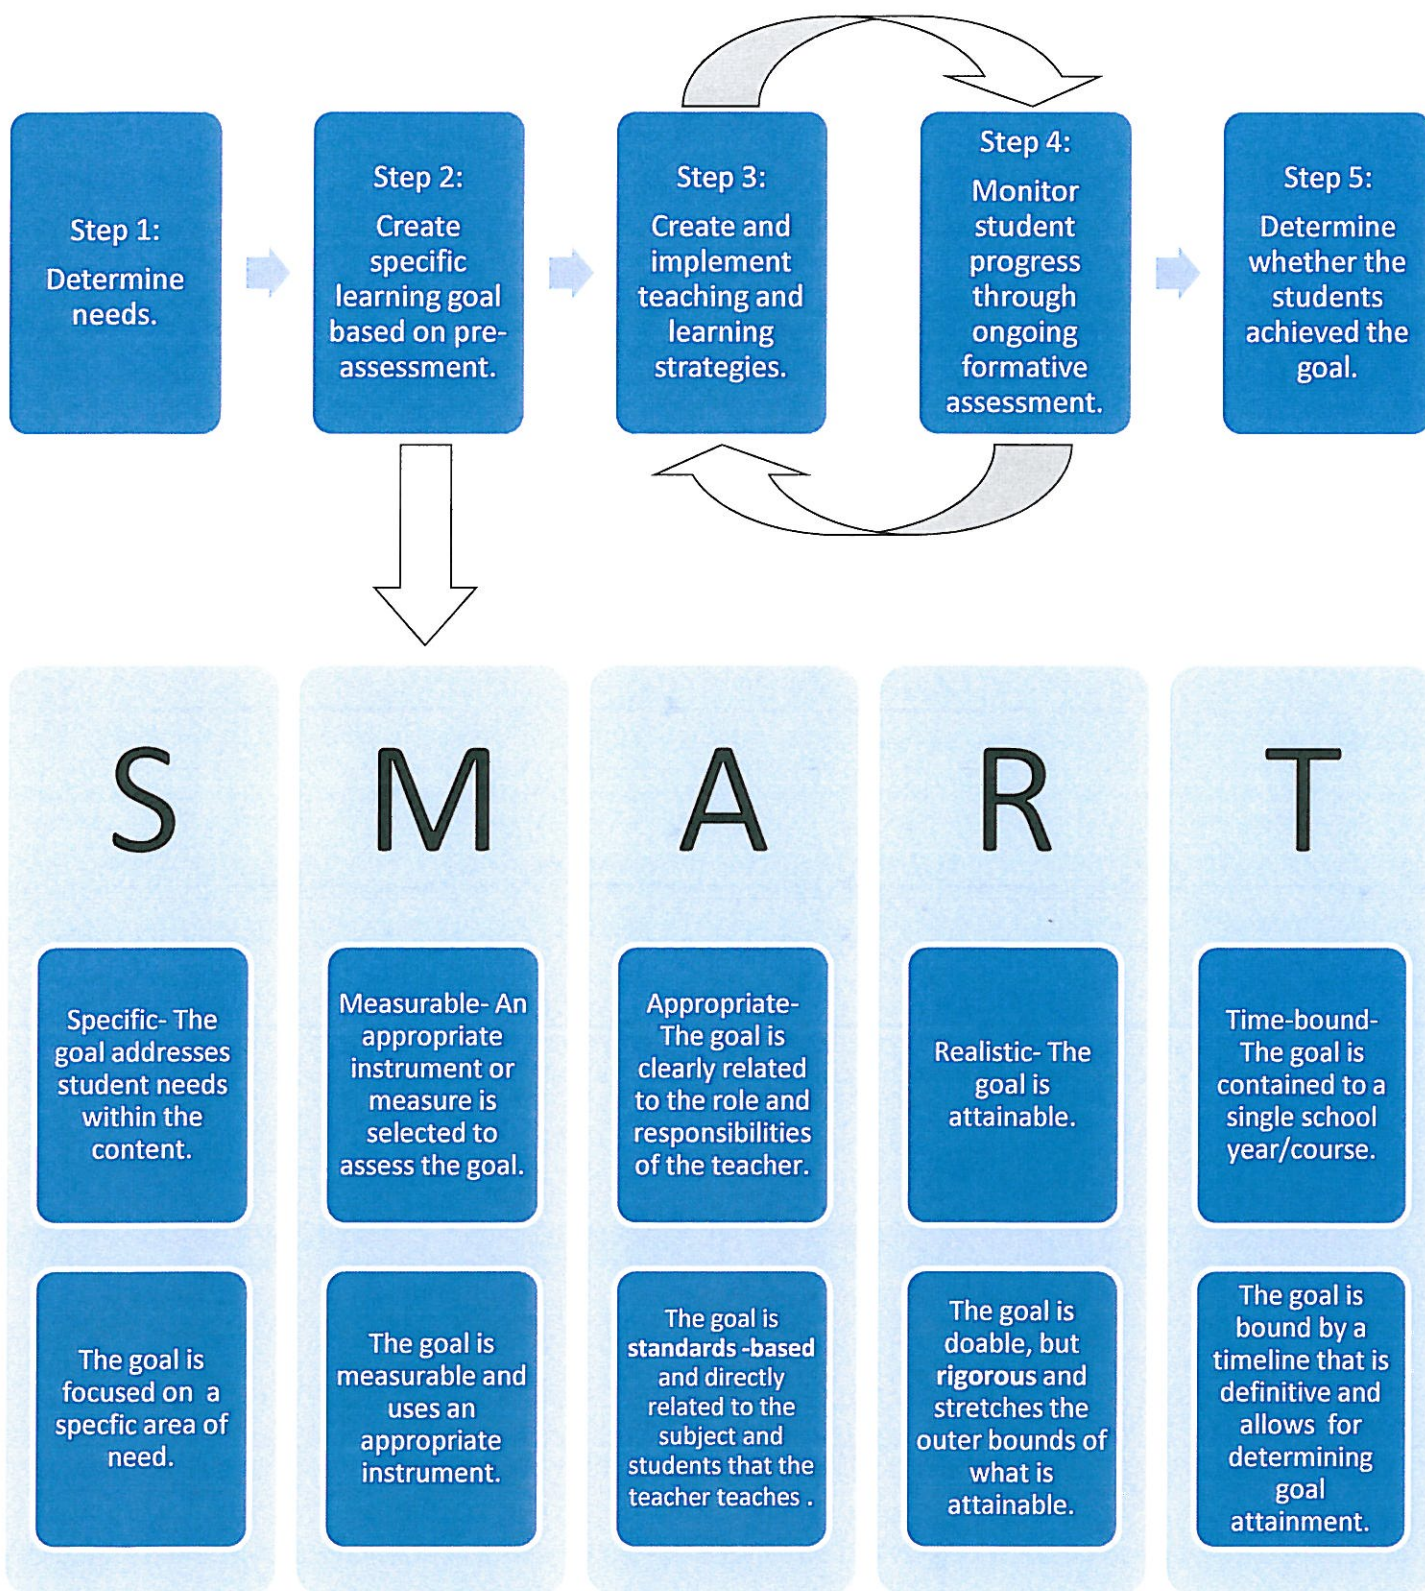 Step 1:
Determine
needs.
Step 2:
Create
specific
learning goal
based on pre-
assessment.
Step 3:
Create and
implement
teaching and
learning
strategies.
Step 4:
Monitor
student
progress
through
ongoing
formative
assessment.
Step 5:
Determine
whether the
students
achieved the
goal.
S
M
A
R
T
Specific- The
goal addresses
student needs
within the
content.
Measurable- An
appropriate
instrument or
measure is
selected to
assess the goal.
Appropriate-
The goal is
clearly related
to the role and
responsibilities
of the teacher.
Realistic- The
goal is
attainable.
Time-bound-
The goal is
contained to a
single school
year/course.
The goal is
focused on a
specfic area of
need.
The goal is
measurable and
uses an
appropriate
instrument.
The goal is
standards -based
and directly
related to the
subject and
students that the
teacher teaches .
The goal is
doable, but
rigorous and
stretches the
outer bounds of
what is
attainable.
The goal is
bound by a
timeline that is
definitive and
allows for
determining
goal
attainment.